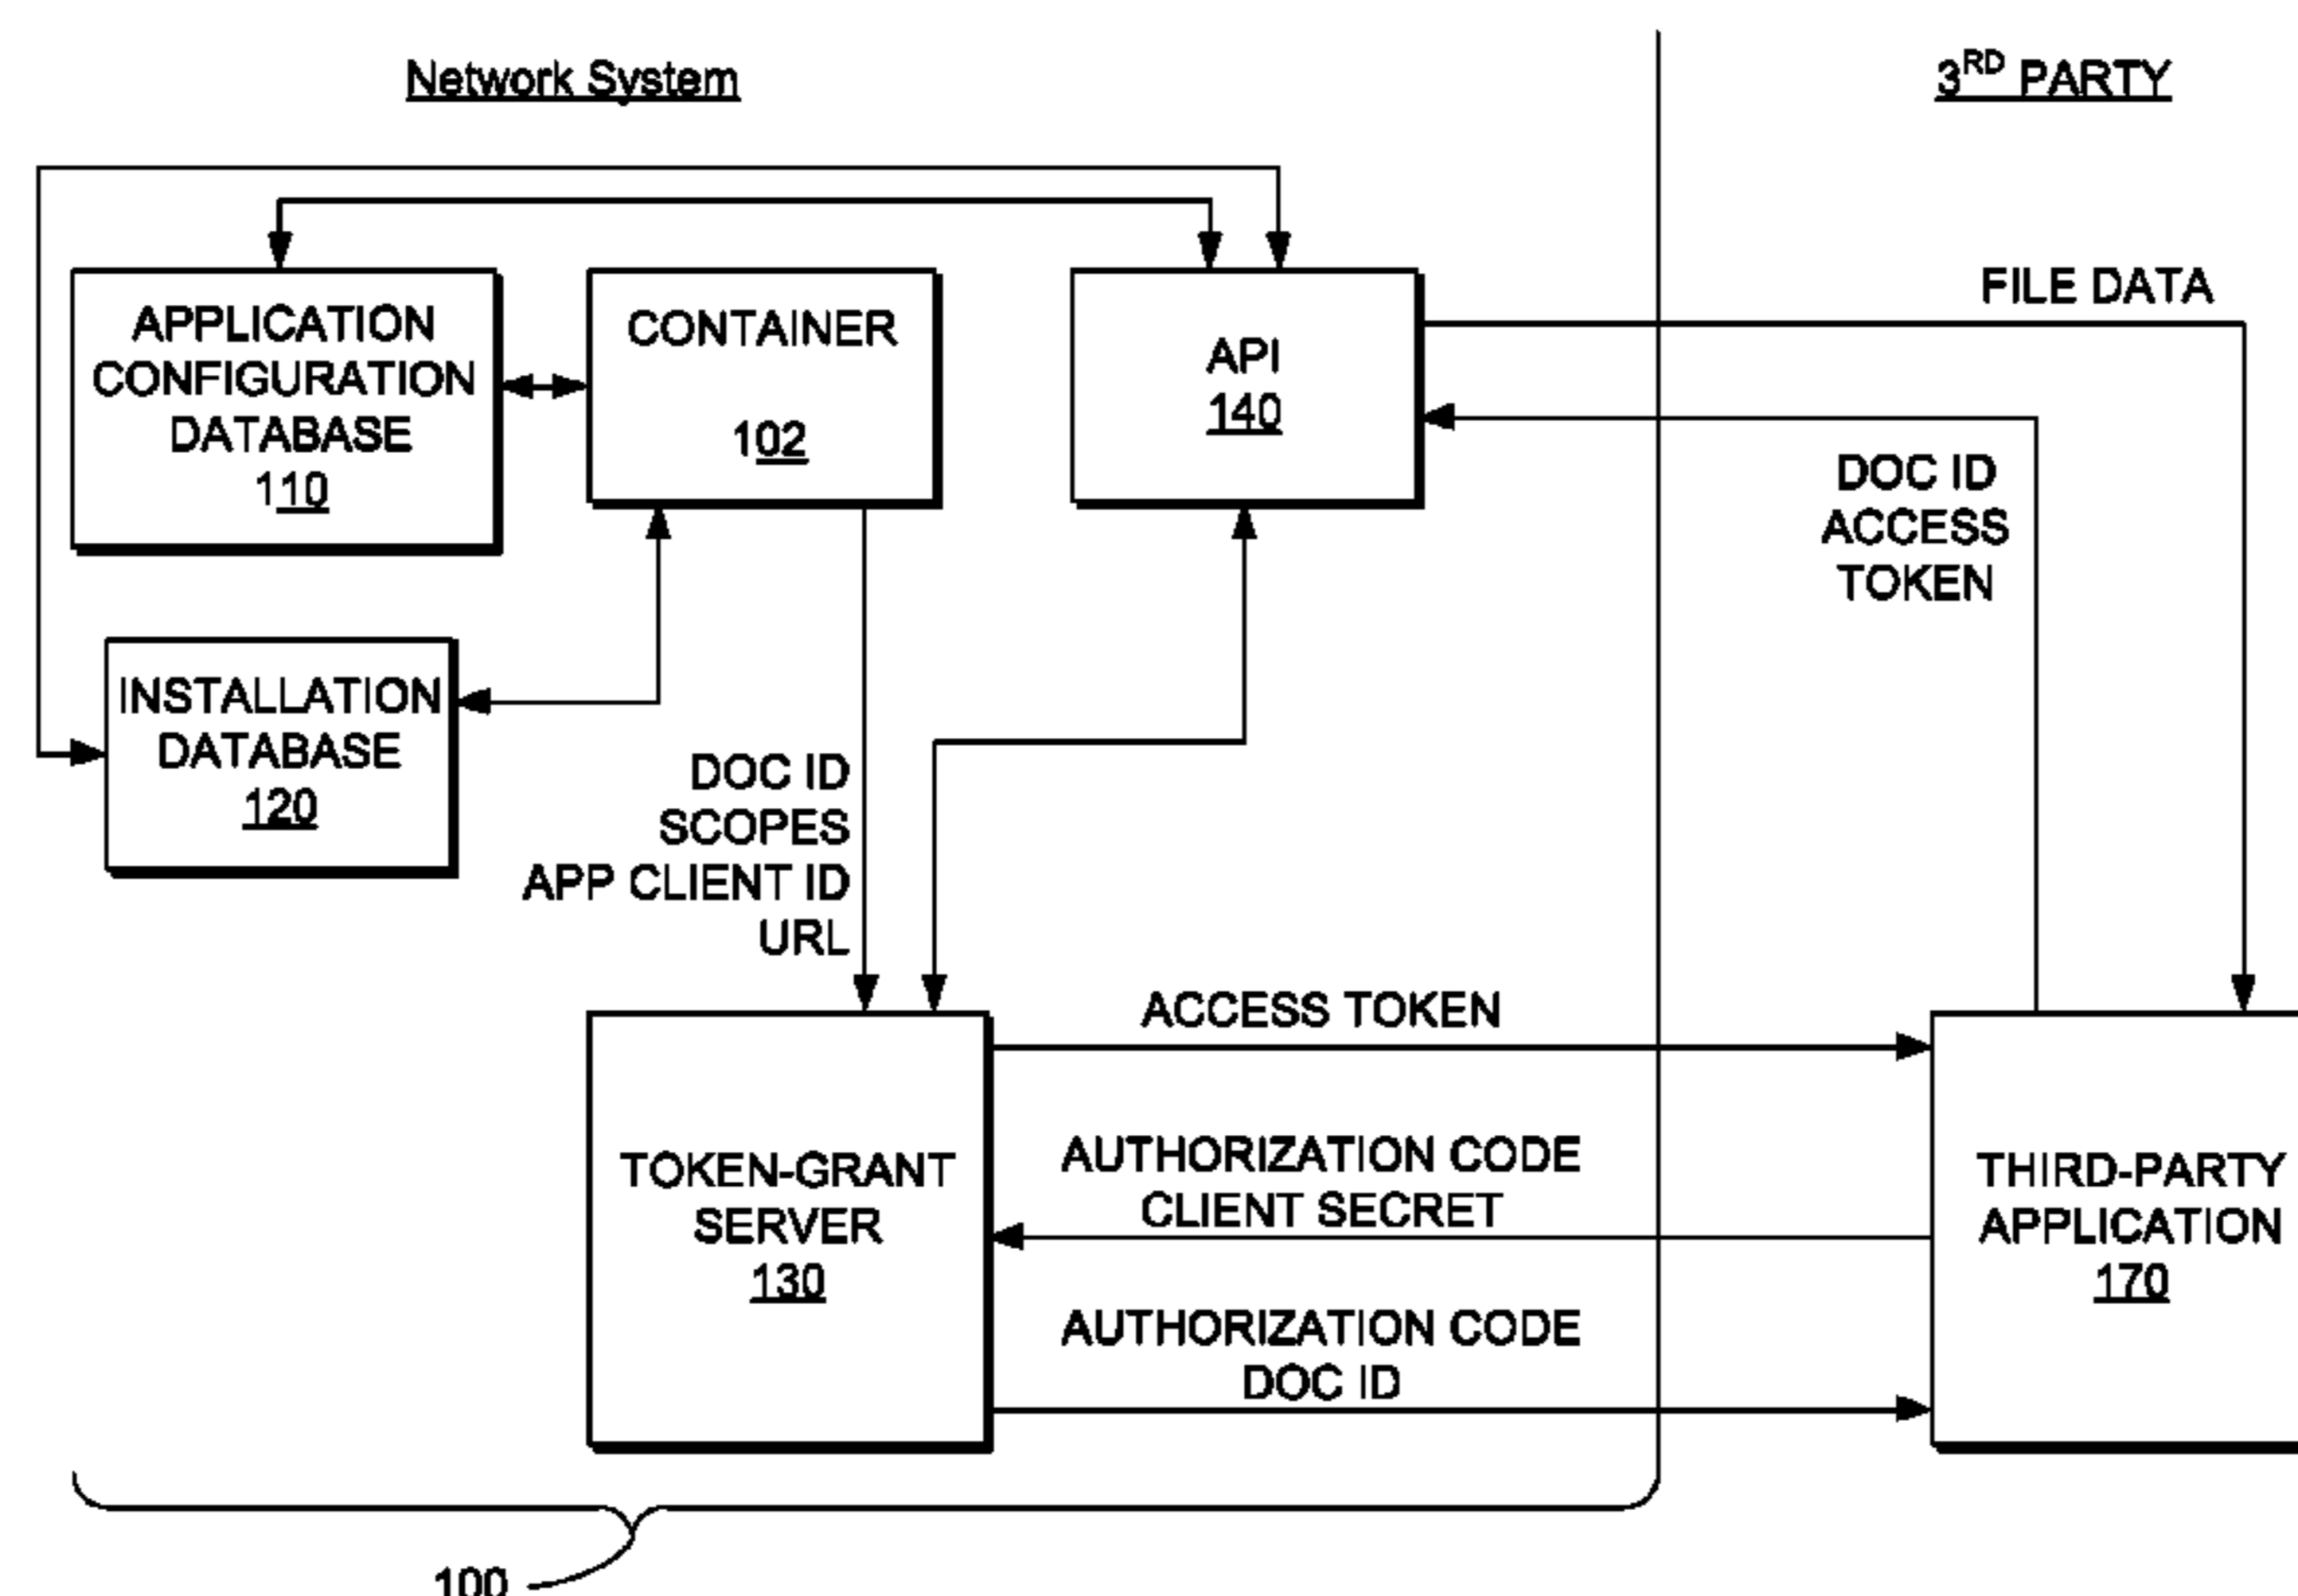 Network System
3RD PARTY
APPLICATION
CONFIGURATION
DATABASE
110
CONTAINER
102
API
140
FILE DATA
DOC ID
ACCESS
TOKEN
INSTALLATION
DATABASE
120
DOC ID
SCOPES
APP CLIENT ID
URL
ACCESS TOKEN
TOKEN-GRANT
SERVER
130
AUTHORIZATION CODE
CLIENT SECRET
AUTHORIZATION CODE
DOC ID
THIRD-PARTY
APPLICATION
170
100